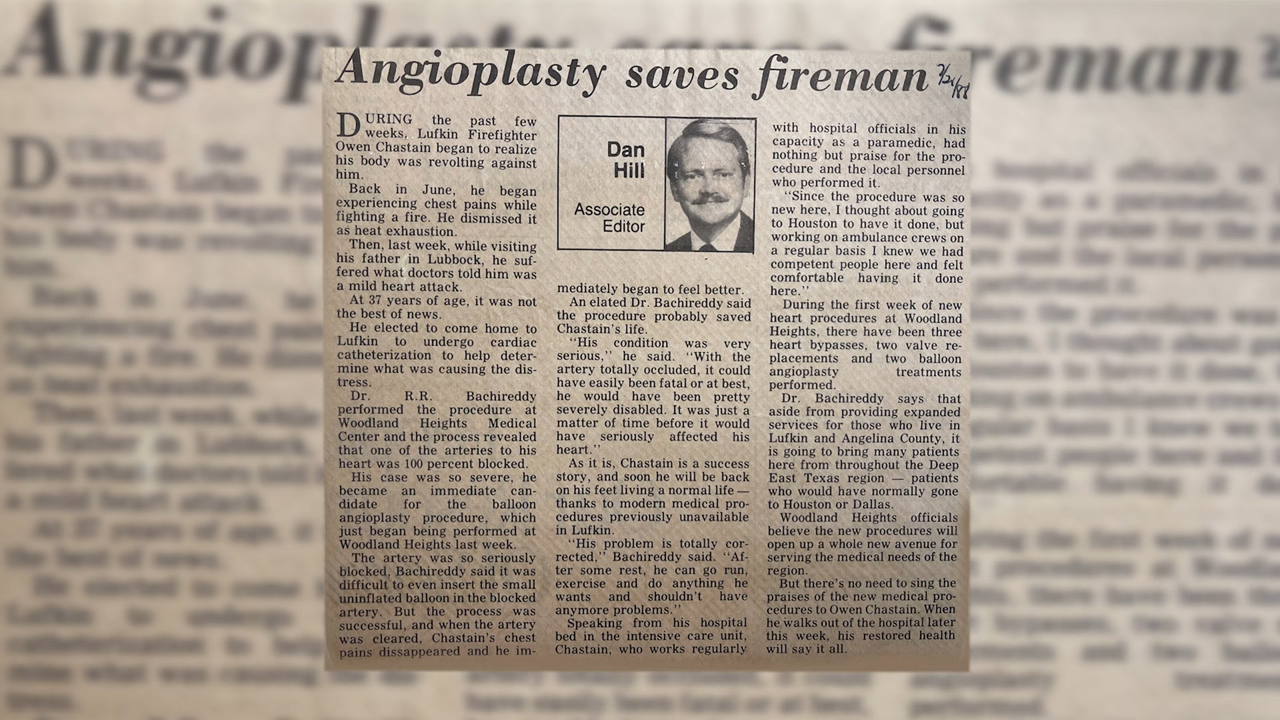 Angioplasty saves fireman
DURING the past few
weeks, Lufkin Firefighter
Owen Chastain began to realize
his body was revolting against
him.
Back in June, he began
experiencing chest pains while
fighting a fire. He dismissed it
as heat exhaustion.
Then, last week, while visiting
his father in Lubbock, he suf-
fered what doctors told him was
a mild heart attack.
At 37 years of age, it was not
the best of news.
He elected to come home to
Lufkin to undergo cardiac
catheterization to help deter-
mine what was causing the dis-
tress.
Dr. R.R. Bachireddy
performed the procedure at
Woodland Heights Medical
Center and the process revealed
that one of the arteries to his
heart was 100 percent blocked.
His case was so severe, he
became an immediate can-
didate for the balloon
angioplasty procedure, which
just began being performed at
Woodland Heights last week.
The artery was so seriously
blocked, Bachireddy said it was
difficult to even insert the small
uninflated balloon in the blocked
artery. But the process was
successful, and when the artery
was cleared, Chastain's chest
pains dissappeared and he im-
Dan
Hill
Associate
Editor
mediately began to feel better.
An elated Dr. Bachireddy said
the procedure probably saved
Chastain's life.
"His condition was very
serious," he said. "With the
artery totally occluded, it could
have easily been fatal or at best,
he would have been pretty
severely disabled. It was just a
matter of time before it would
have seriously affected his
heart."
As it is, Chastain is a success
story, and soon he will be back
on his feet living a normal life —
thanks to modern medical pro-
cedures previously unavailable
in Lufkin.
"His problem is totally cor-
rected." Bachireddy said. "Af-
ter some rest, he can go run,
exercise and do anything he
wants and shouldn't have
anymore problems."
Speaking from his hospital
bed in the intensive care unit,
Chastain, who works regularly
with hospital officials in his
capacity as a paramedic, had
nothing but praise for the pro-
cedure and the local personnel
who performed it.
"Since the procedure was so
new here, I thought about going
to Houston to have it done, but
working on ambulance crews on
a regular basis I knew we had
competent people here and felt
comfortable having it done
here."
During the first week of new
heart procedures at Woodland
Heights, there have been three
heart bypasses, two valve re-
placements and two balloon
angioplasty treatments
performed.
Dr. Bachireddy says that
aside from providing expanded
services for those who live in
Lufkin and Angelina County, it
is going to bring many patients
here from throughout the Deep
East Texas region — patients
who would have normally gone
to Houston or Dallas.
Woodland Heights officials
believe the new procedures will
open up a whole new avenue for
serving the medical needs of the
region.
But there's no need to sing the
praises of the new medical pro-
cedures to Owen Chastain. When
he walks out of the hospital later
this week, his restored health
will say it all.